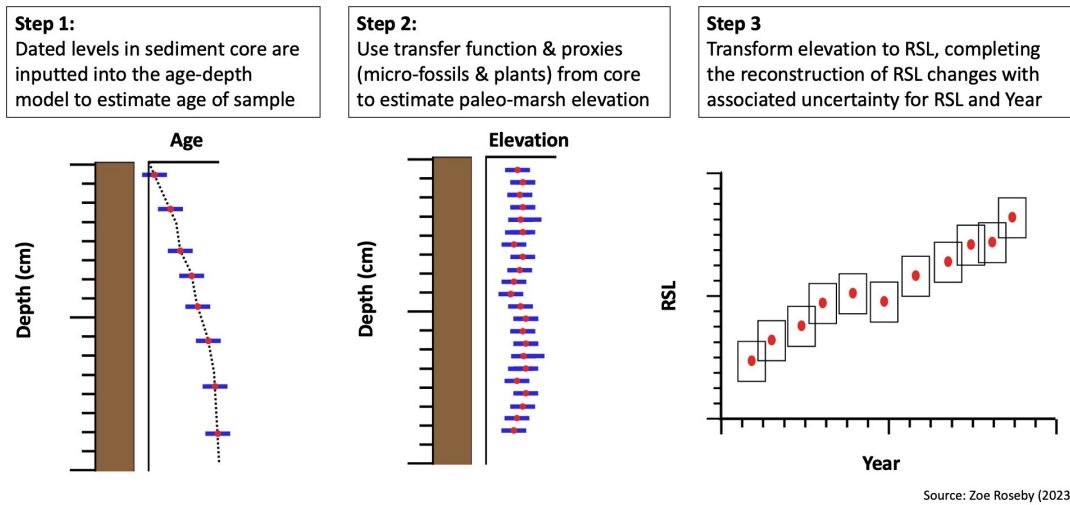 Step 1:
Dated levels in sediment core are
inputted into the age-depth
model to estimate age of sample
Step 2:
Use transfer function & proxies
(micro-fossils & plants) from core
to estimate paleo-marsh elevation
Step 3
Transform elevation to RSL, completing
the reconstruction of RSL changes with
associated uncertainty for RSL and Year
Age
Depth (cm)
Elevation
Depth (cm)
RSL
Year
Source: Zoe Roseby (2023